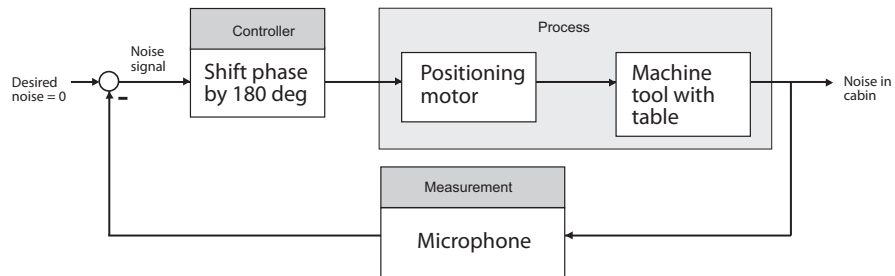 Controller
Process
Noise
signal
Desired
noise = 0
Shift phase
by 180 deg
Positioning
motor
Machine
tool with
table
Noise in
cabin
Measurement
Microphone